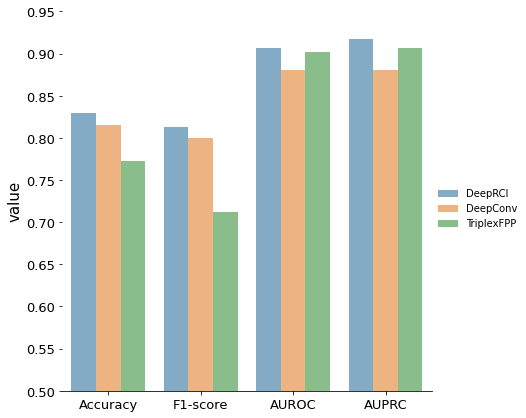 0.95
0.90
0.85
0.80
0.75
0.70
0.65
0.60
0.55
0.50
value
Accuracy
F1-score
AUROC
AUPRC
DeepRCI
DeepConv
TriplexFPP